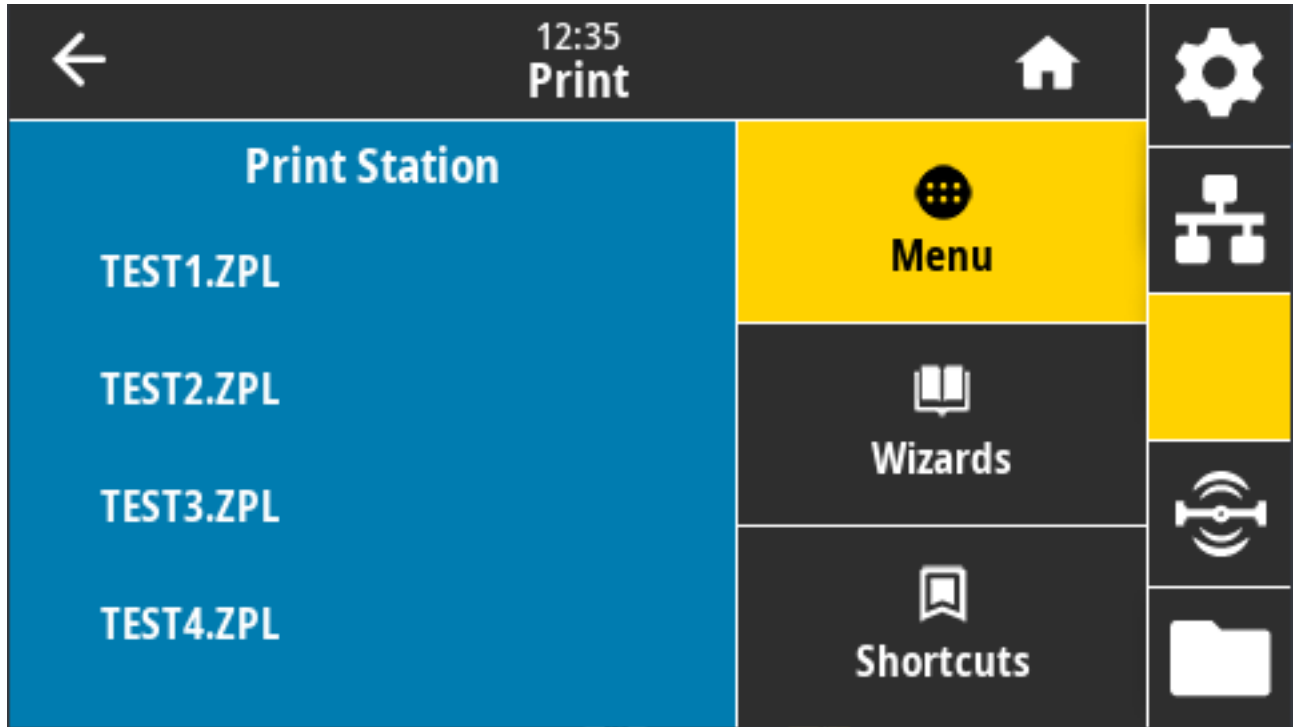 12:35
Print
Print Station
TEST1.ZPL
TEST2.ZPL
TEST3.ZPL
TEST4.ZPL
Menu
Wizards
Shortcuts